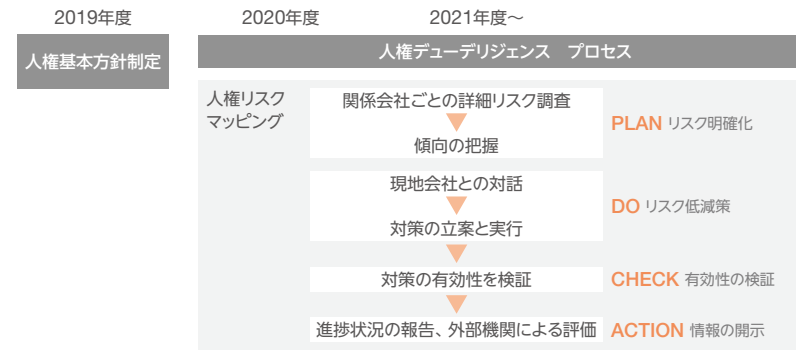 2019年度
2020年度
2021年度～
人権基本方針制定
人権デューデリジェンス　プロセス
人権リスク
マッピング
関係会社ごとの詳細リスク調査
傾向の把握
PLAN リスク明確化
現地会社との対話
対策の立案と実行
DO リスク低減策
対策の有効性を検証
CHECK 有効性の検証
進捗状況の報告、外部機関による評価
ACTION 情報の開示